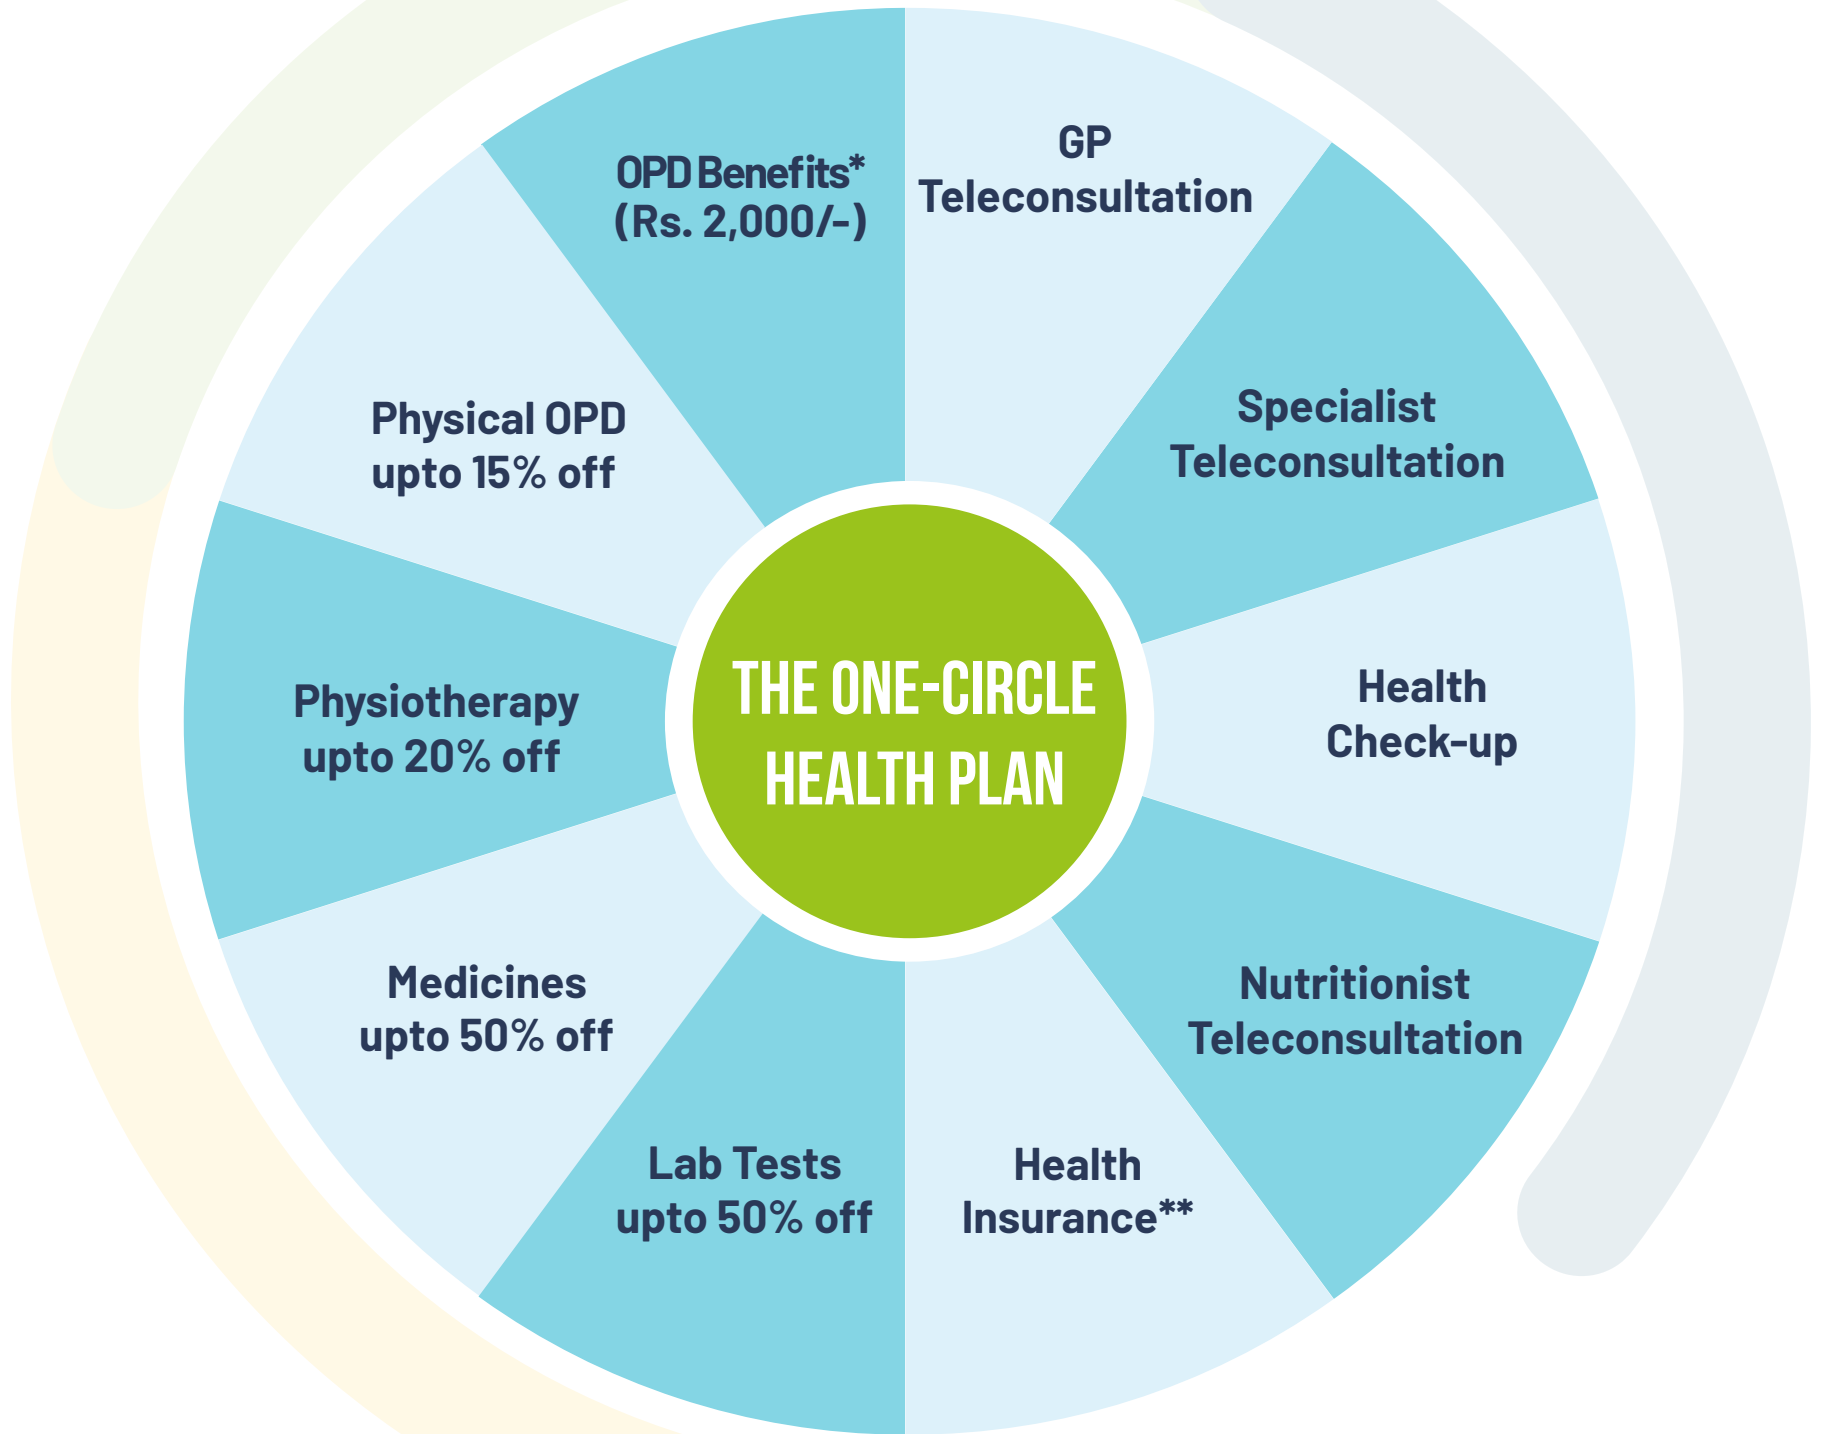 OPD Benefits*
(Rs. 2,000/-)
GP
Teleconsultation
Specialist
Teleconsultation
Health
Check-up
Nutritionist
Teleconsultation
Health
Insurance**
Lab Tests
upto 50% off
Medicines
upto 50% off
Physiotherapy
upto 20% off
Physical OPD
upto 15% off
THE ONE-CIRCLE
HEALTH PLAN